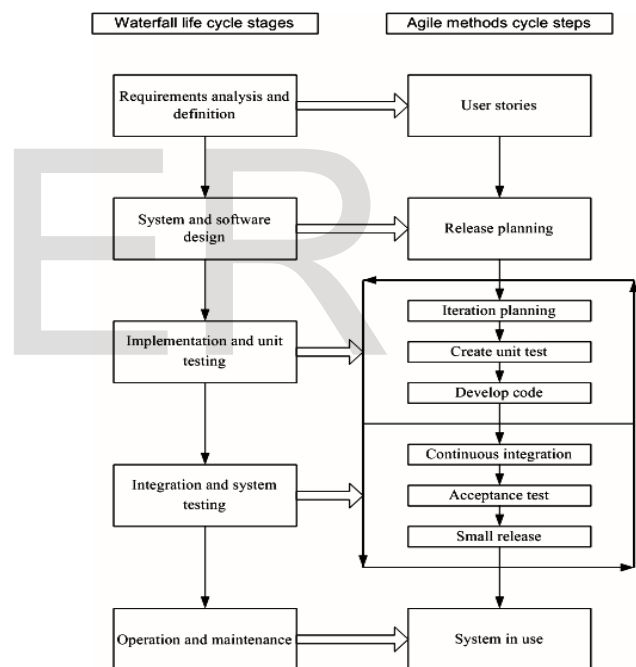 Waterfall life cycle stages
Agile methods cycle steps
Requirements analysis and
definition
User stories
System and software
design
Release planning
Iteration planning
Implementation and unit
testing
Create unit test
Develop code
Continuous integration
Integration and system
testing
Acceptance test
Small release
Operation and maintenance
System in use
ER